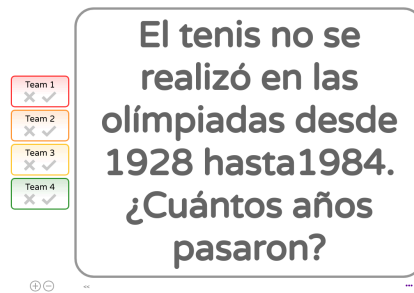 El tenis no se
realizó en las
olímpiadas desde
1928 hasta1984.
¿Cuántos años
pasaron?
Team 1
Team 2
Team 3
Team 4